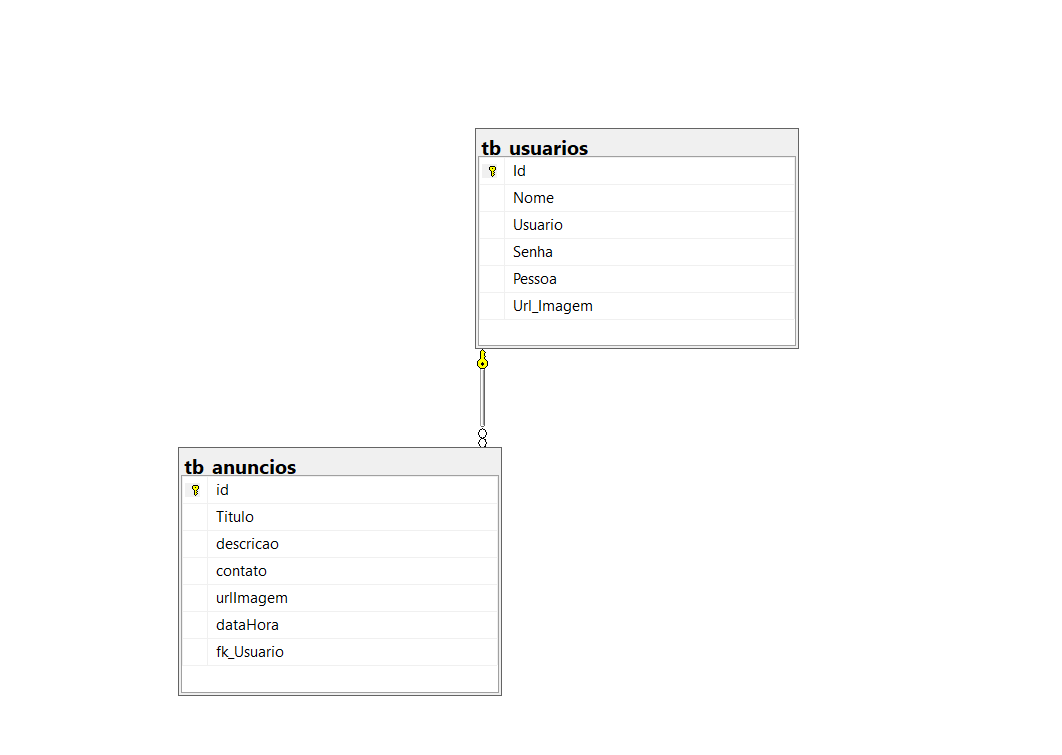 tb_usuarios
Id
Nome
Usuario
Senha
Pessoa
Url_Imagem
tb_anuncios
id
Titulo
descricao
contato
urlImagem
dataHora
fk_Usuario